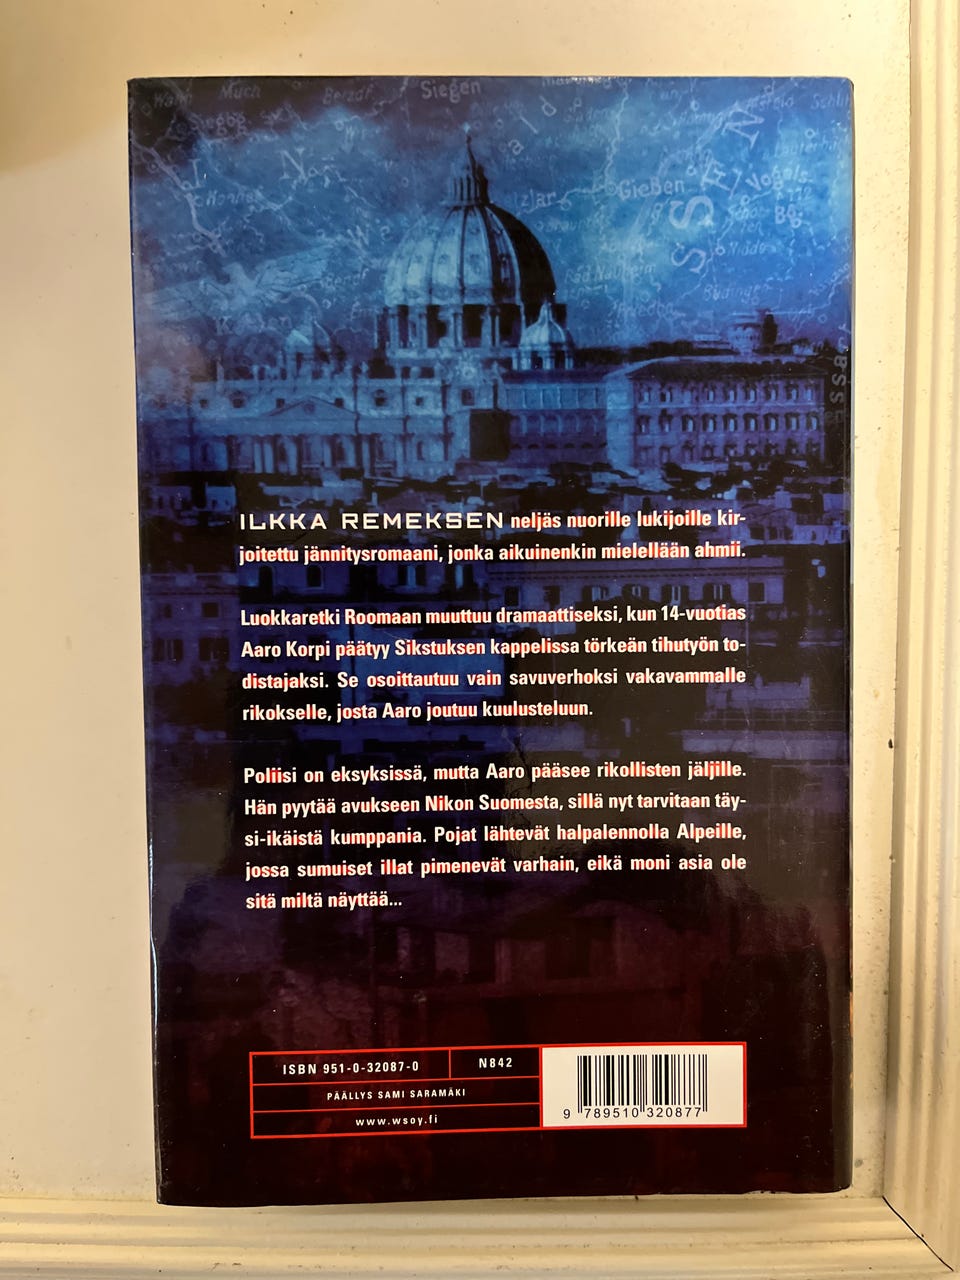 Siegen
Much
Gießen
Vogels
ILKKA REMEKSEN neljäs nuorille lukijoille kir-
joitettu jännitysromaani, jonka aikuinenkin mielellään ahmii.
Luokkaretki Roomaan muuttuu dramaattiseksi, kun 14-vuotias
Aaro Korpi päätyy Sikstuksen kappelissa törkeän tihutyön to-
distajaksi. Se osoittautuu vain savuverhoksi vakavammalle
rikokselle, josta Aaro joutuu kuulusteluun.
Poliisi on eksyksissä, mutta Aaro pääsee rikollisten jäljille.
Hän pyytää avukseen Nikon Suomesta, sillä nyt tarvitaan täy-
si-ikäistä kumppania. Pojat lähtevät halpalennolla Alpeille,
jossa sumuiset illat pimenevät varhain, eikä moni asia ole
sitä miltä näyttää...
ISBN 951-0-32087-0
N842
PÄÄLLYS SAMI SARAMÄKI
www.wsoy.fi
9 789510 320877